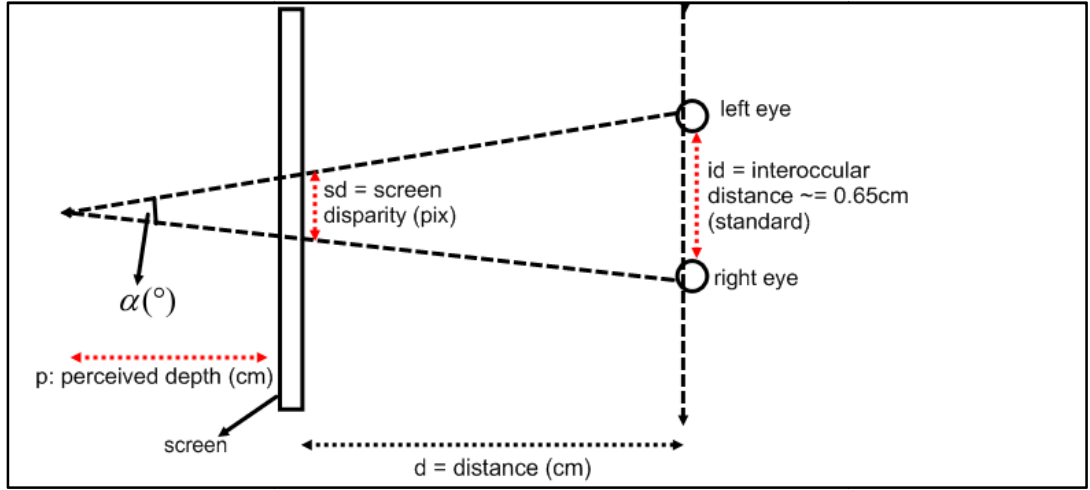 left eye
sd = screen
disparity (pix)
id = interoccular
distance ~= 0.65cm
(standard)
right eye
α(°)
p: perceived depth (cm)
screen
d = distance (cm)